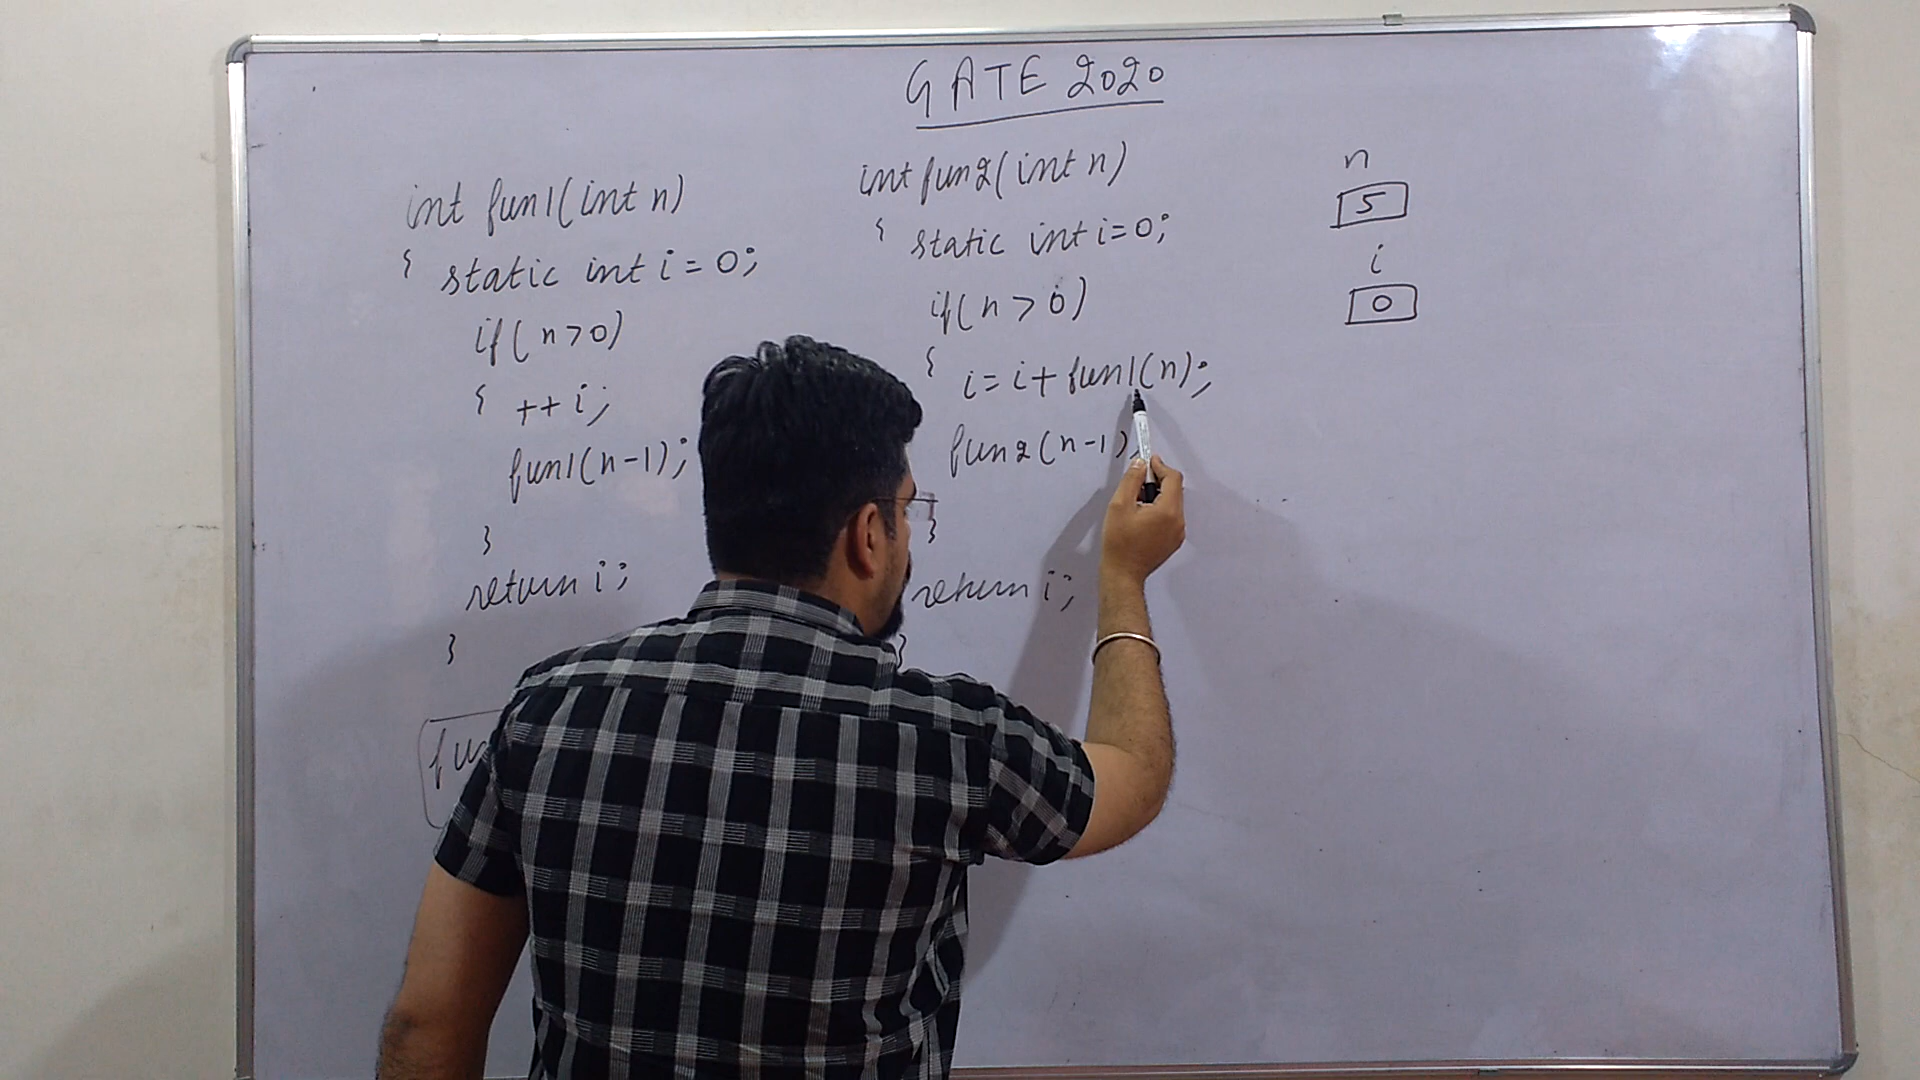 GATE 2020
int fun1(int n)
{ static int i = 0;
if(n>0)
{ ++i;
fun1(n-1);
}
return i;
}
int fun2(int n)
{ static int i=0;
if(n>0)
{ i=i+fun1(n);
fun2(n-1)
}
return i;
}
n
5
i
0